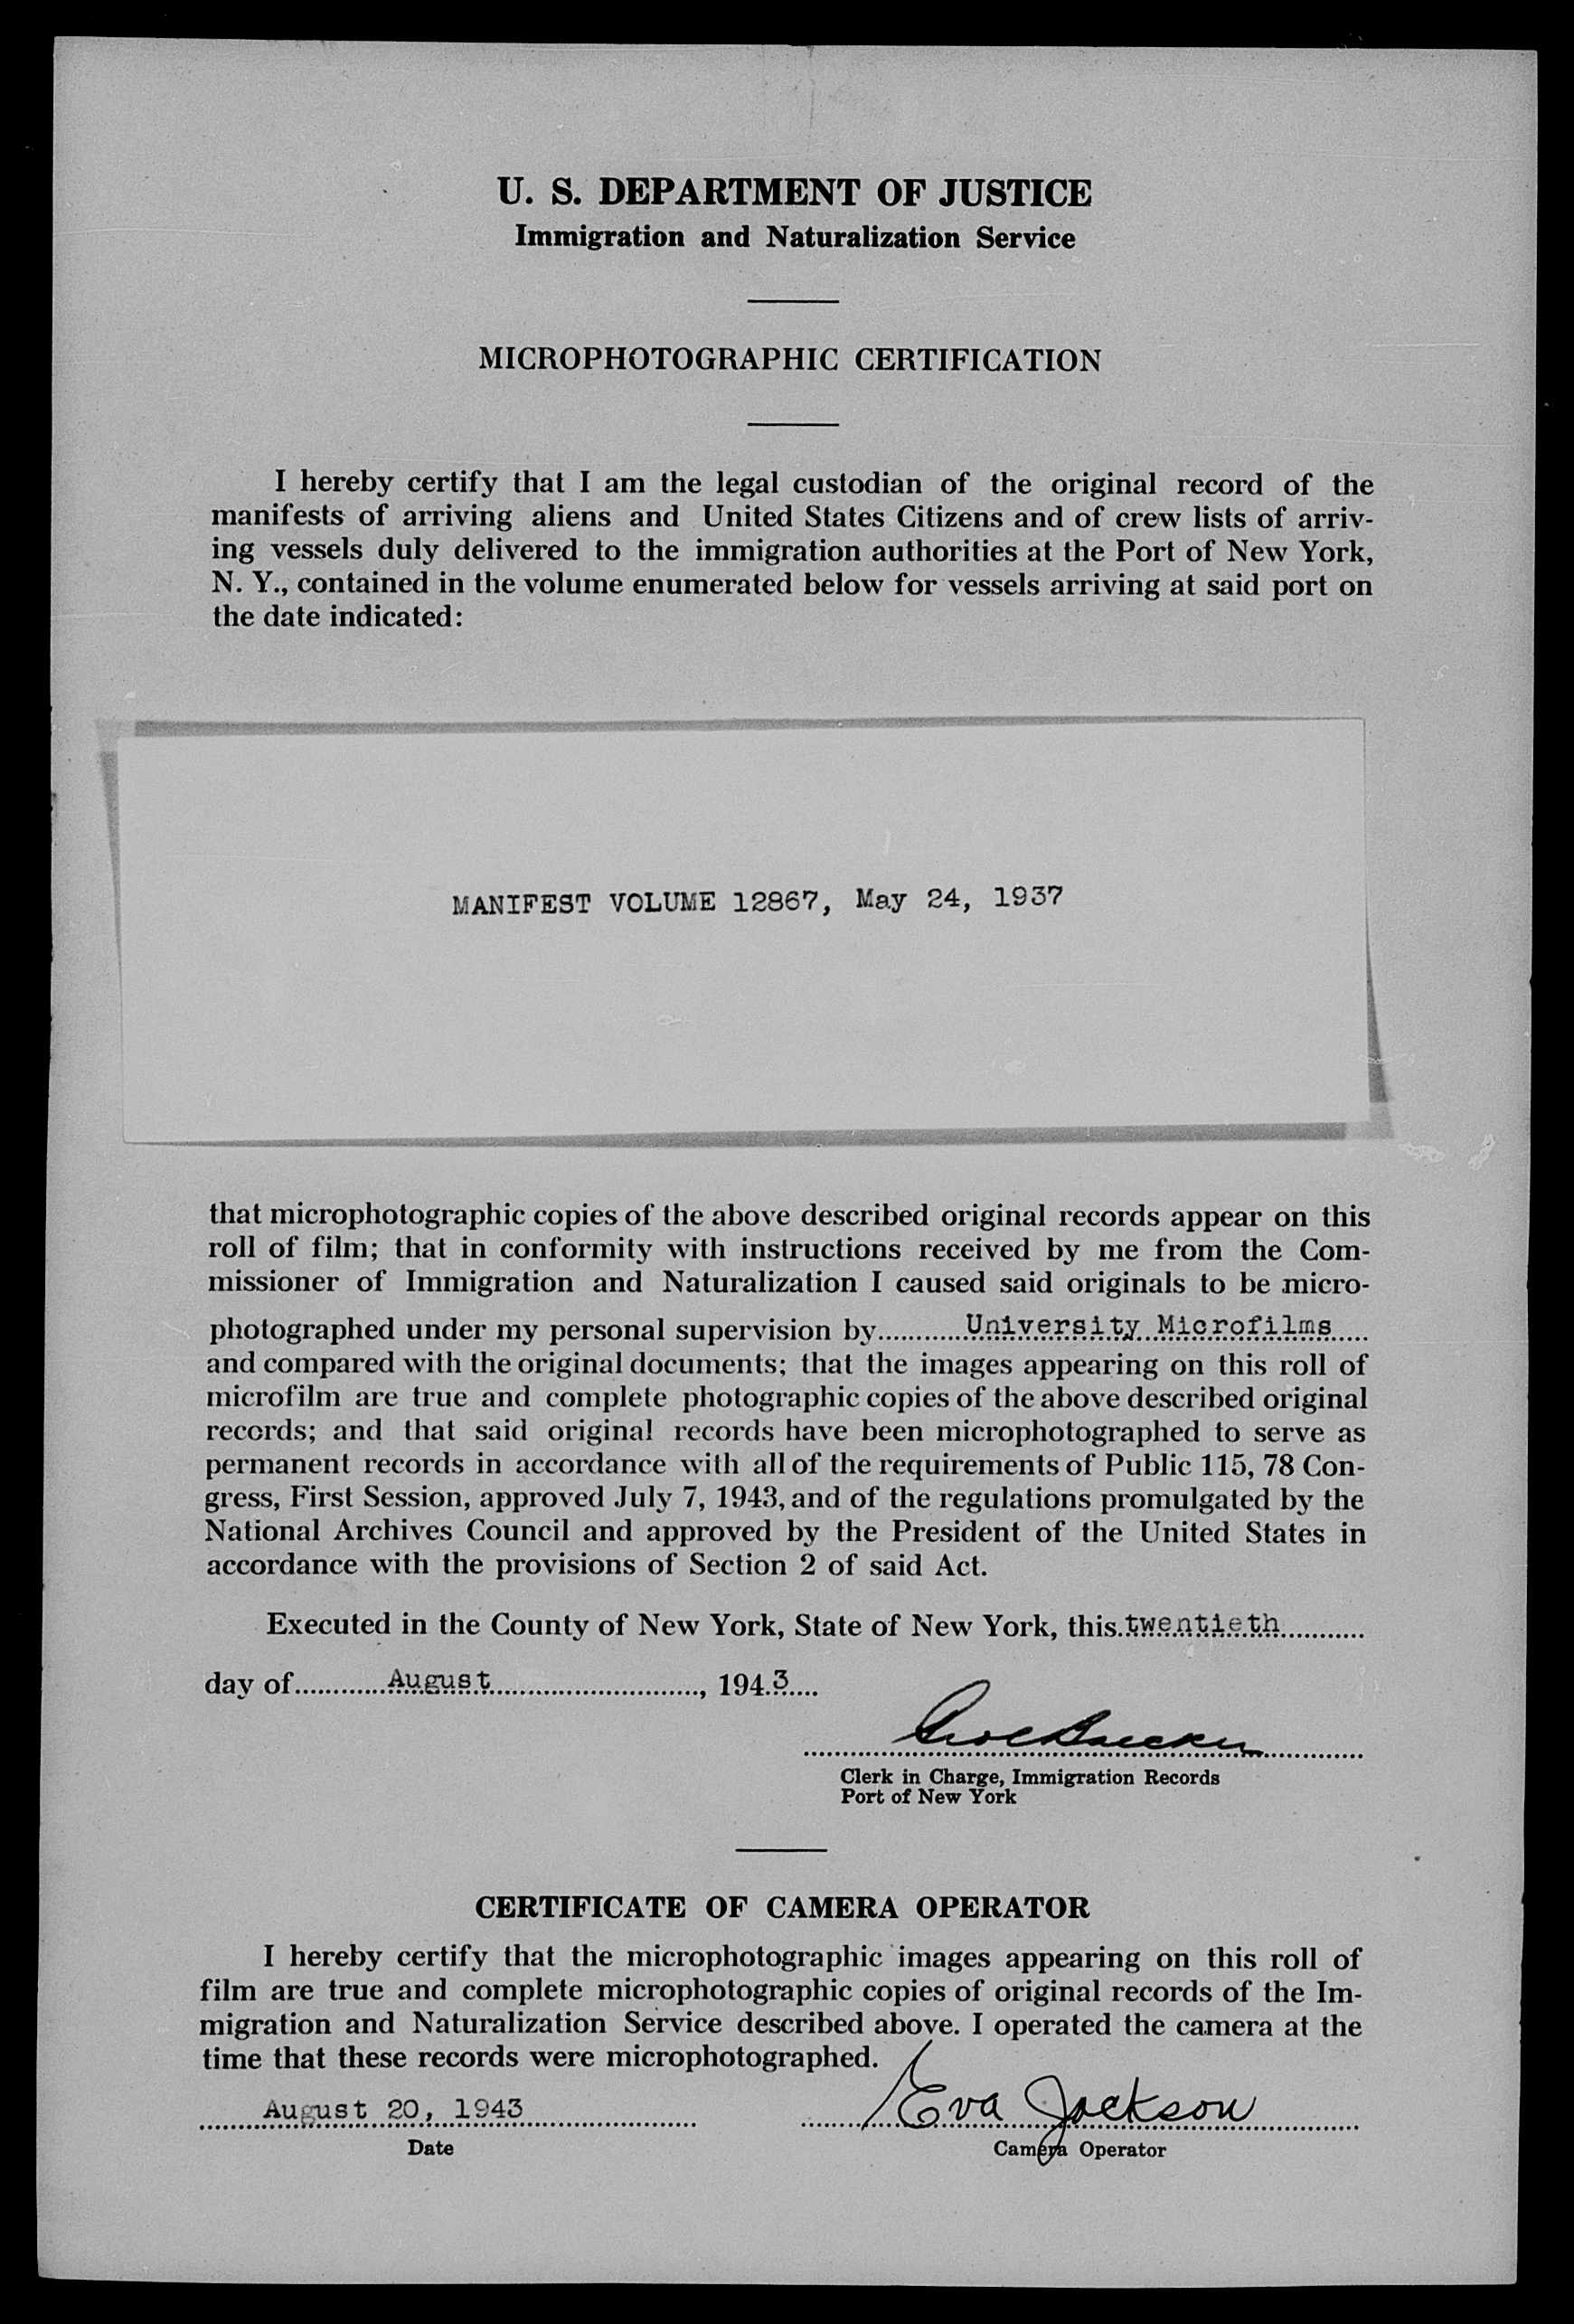 U. S. DEPARTMENT OF JUSTICE
Immigration and Naturalization Service
MICROPHOTOGRAPHIC CERTIFICATION
I hereby certify that I am the legal custodian of the original record of the
manifests of arriving aliens and United States Citizens and of crew lists of arriv-
ing vessels duly delivered to the immigration authorities at the Port of New York,
N. Y., contained in the volume enumerated below for vessels arriving at said port on
the date indicated:
MANIFEST VOLUME 12867, May 24, 1937
that microphotographic copies of the above described original records appear on this
roll of film; that in conformity with instructions received by me from the Com-
missioner of Immigration and Naturalization I caused said originals to be micro-
photographed under my personal supervision by University Microfilms
and compared with the original documents; that the images appearing on this roll of
microfilm are true and complete photographic copies of the above described original
records; and that said original records have been microphotographed to serve as
permanent records in accordance with all of the requirements of Public 115, 78 Con-
gress, First Session, approved July 7, 1943, and of the regulations promulgated by the
National Archives Council and approved by the President of the United States in
accordance with the provisions of Section 2 of said Act.
Executed in the County of New York, State of New York, this twentieth
day of August, 1943
Clerk in Charge, Immigration Records
Port of New York
CERTIFICATE OF CAMERA OPERATOR
I hereby certify that the microphotographic images appearing on this roll of
film are true and complete microphotographic copies of original records of the Im-
migration and Naturalization Service described above. I operated the camera at the
time that these records were microphotographed.
August 20, 1943 Eva Jackson
Date Camera Operator